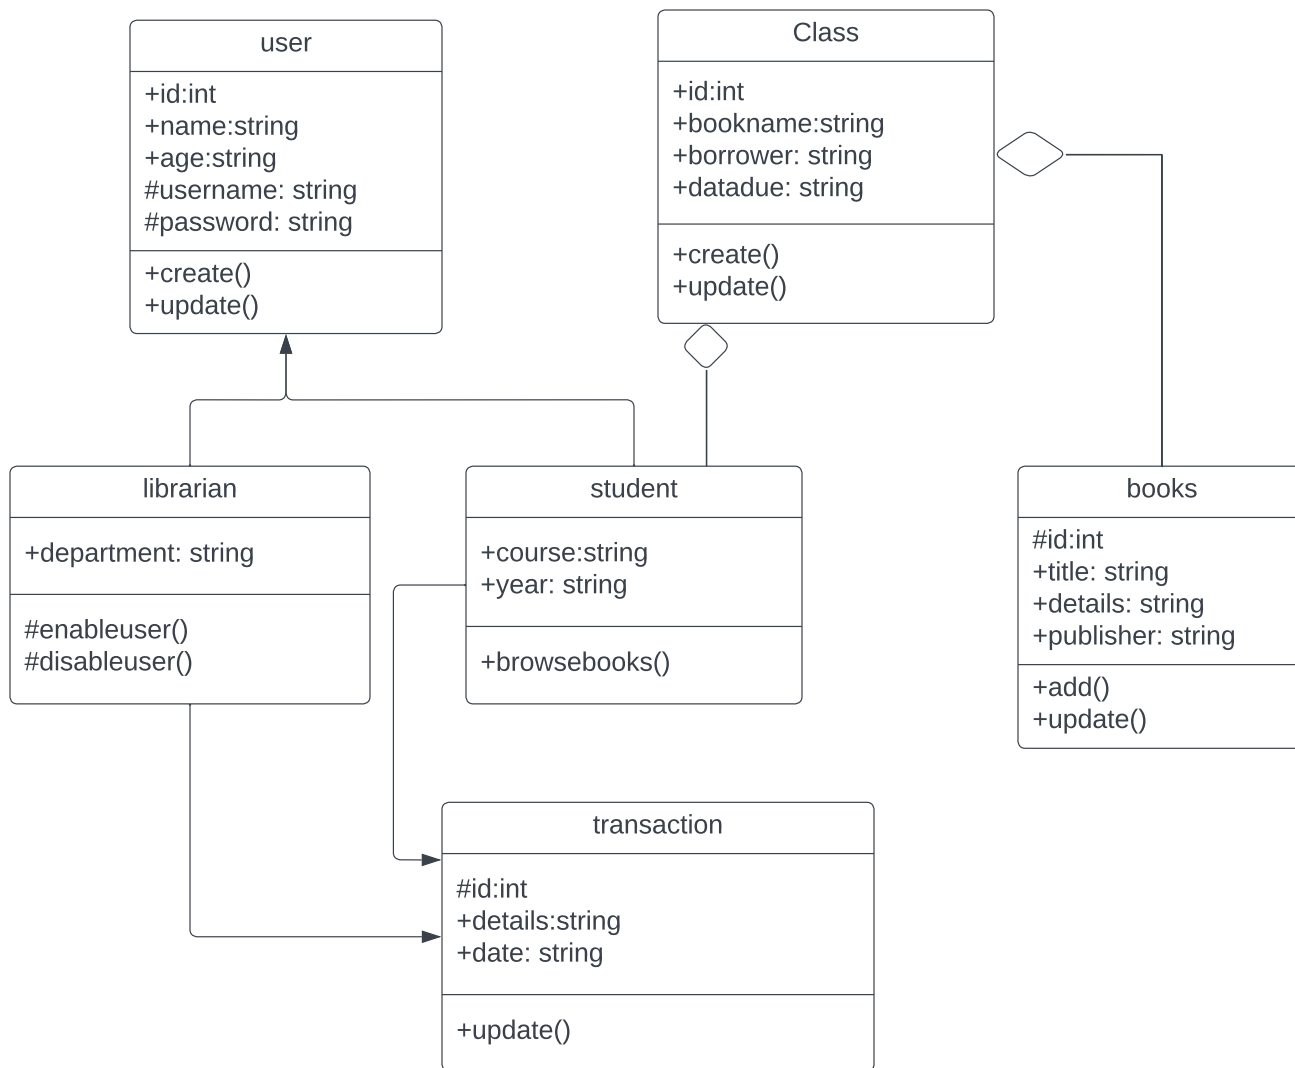 user
+id:int
+name:string
+age:string
#username: string
#password: string
+create()
+update()
Class
+id:int
+bookname:string
+borrower: string
+datadue: string
+create()
+update()
librarian
+department: string
#enableuser()
#disableuser()
student
+course:string
+year: string
+browsebooks()
books
#id:int
+title: string
+details: string
+publisher: string
+add()
+update()
transaction
#id:int
+details:string
+date: string
+update()